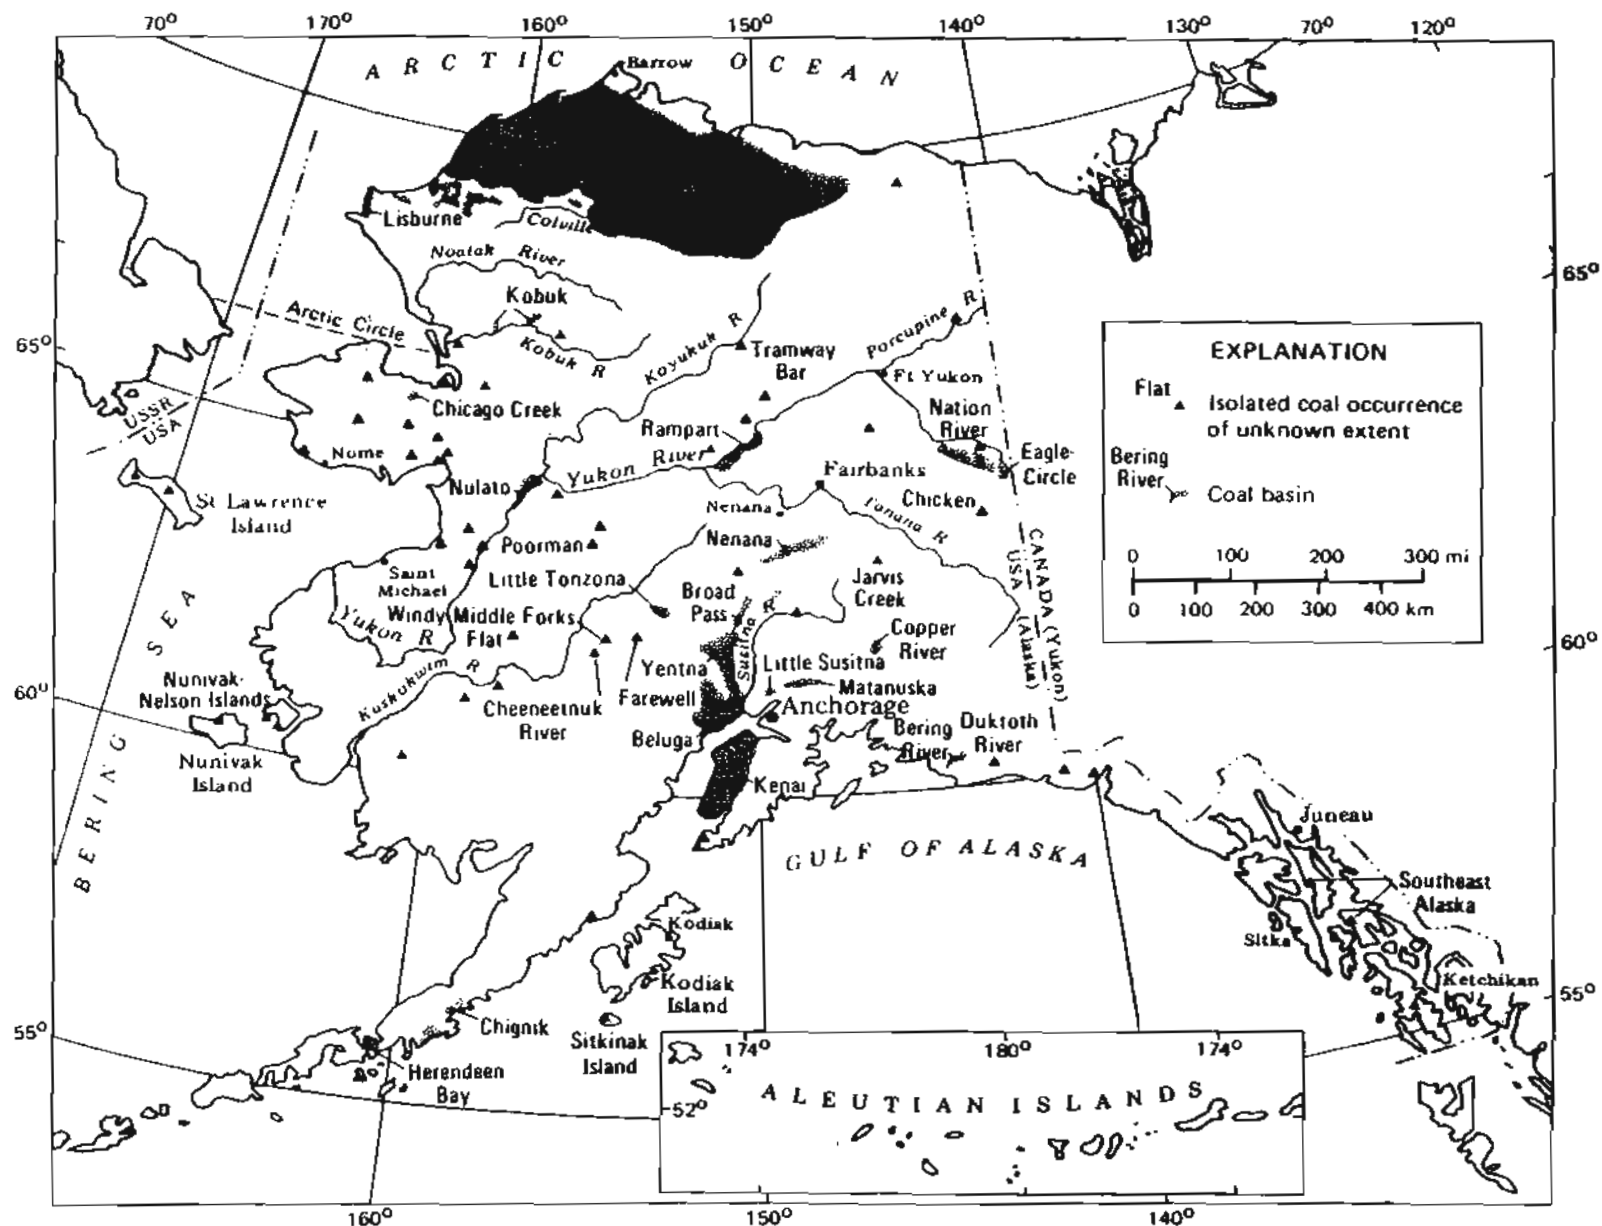 70° 170° 160° 150° 140° 130° 70° 120°
ARCTIC OCEAN
Barrow
Lisburne
Colville
Noatak River
65°
Kobuk
Arctic Circle
Kobuk R
Koyukuk R
Porcupine R
65°
Tramway
Bar
Ft Yukon
Chicago Creek
USSR
USA
Nation
River
Rampart
Nome
Yukon River
Eagle-
Circle
Fairbanks
Nulato
Chicken
St Lawrence
Island
Nenana
Tanana R
Poorman
Nenana
CANADA (Yukon)
USA (Alaska)
Saint
Michael
Little Tonzona
Broad
Pass
Jarvis
Creek
Windy Middle Forks
Yukon R
Flat
Susitna R
Copper
River
Yentna
Little Susitna
Kuskokwim R
Nunivak-
Nelson Islands
Farewell
Matanuska
60°
60°
Cheeneetnuk
River
Anchorage
Beluga
Bering
River
Duktoth
River
Nunivak
Island
Kenai
BERING SEA
GULF OF ALASKA
Juneau
Southeast
Alaska
Sitka
Ketchikan
Kodiak
Kodiak
Island
55°
55°
Chignik
Sitkinak
Island
Herendeen
Bay
EXPLANATION
Flat
Isolated coal occurrence
of unknown extent
Bering
River
Coal basin
0 100 200 300 mi
0 100 200 300 400 km
174° 180° 174°
52°
ALEUTIAN ISLANDS
160° 150° 140°